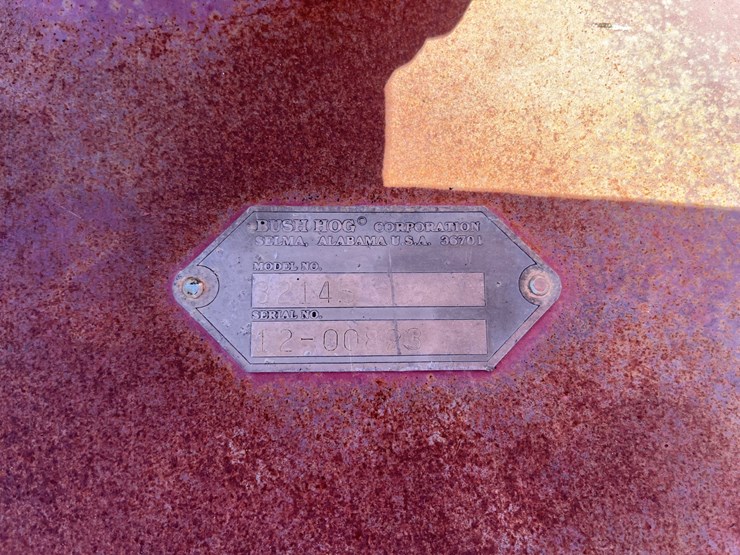 BUSH HOG® CORPORATION
SELMA, ALABAMA U.S.A. 36701
MODEL NO.
SERIAL NO.